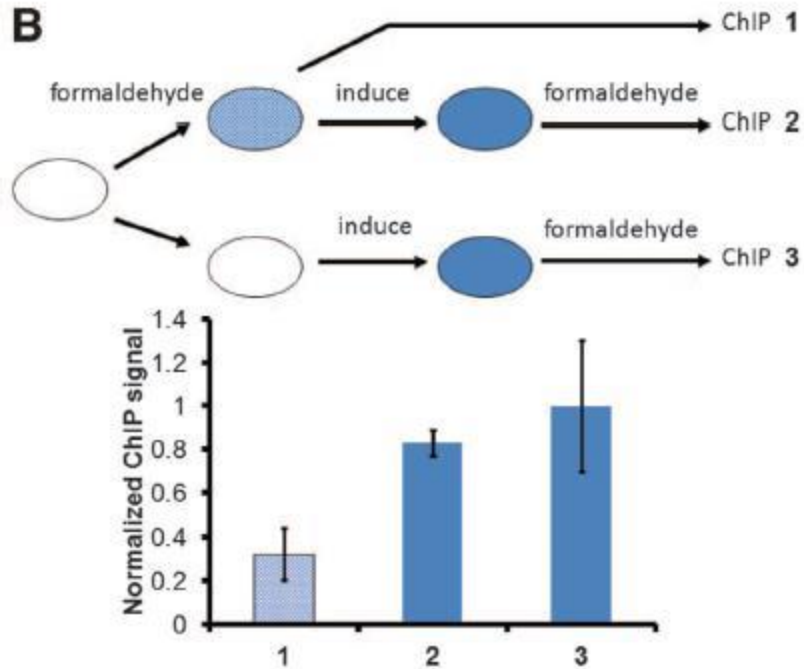 B
ChIP 1
formaldehyde
induce
formaldehyde
ChIP 2
induce
formaldehyde
ChIP 3
Normalized ChIP signal
1.4
1.2
1
0.8
0.6
0.4
0.2
0
1 2 3